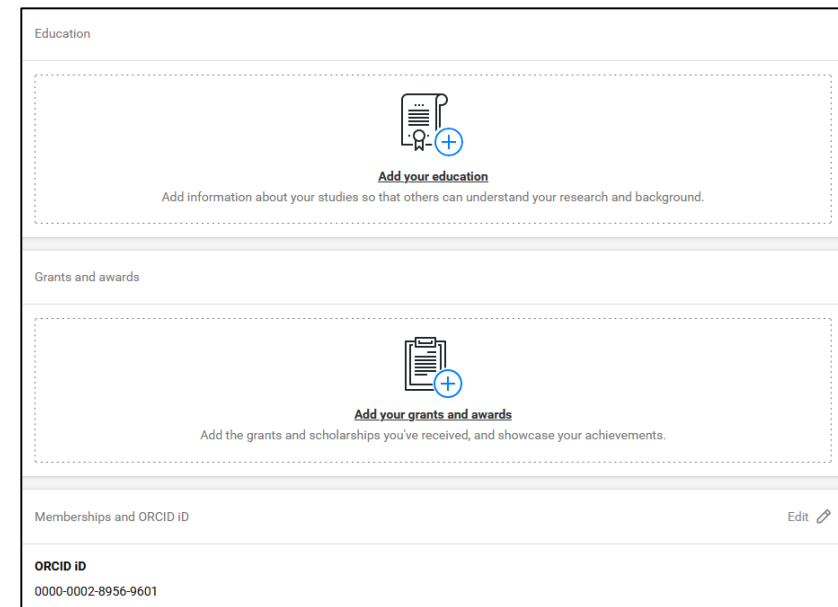 Education
Add your education
Add information about your studies so that others can understand your research and background.
Grants and awards
Add your grants and awards
Add the grants and scholarships you've received, and showcase your achievements.
Memberships and ORCID iD
Edit
ORCID iD
0000-0002-8956-9601